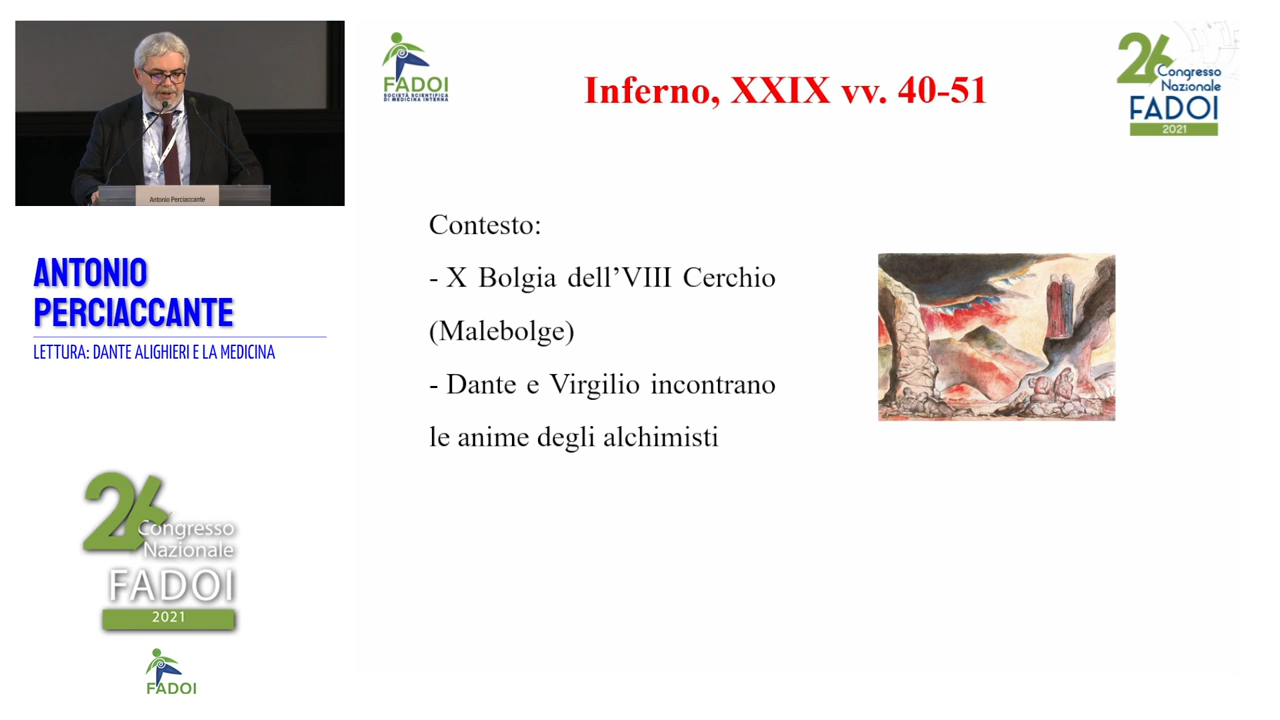 Antonio Perciaccante
ANTONIO
PERCIACCANTE
LETTURA: DANTE ALIGHIERI E LA MEDICINA
26
Congresso
Nazionale
FADOI
2021
FADOI
FADOI
SOCIETÀ SCIENTIFICA
DI MEDICINA INTERNA
Inferno, XXIX vv. 40-51
26
Congresso
Nazionale
FADOI
2021
Contesto:
- X Bolgia dell’VIII Cerchio
(Malebolge)
- Dante e Virgilio incontrano
le anime degli alchimisti